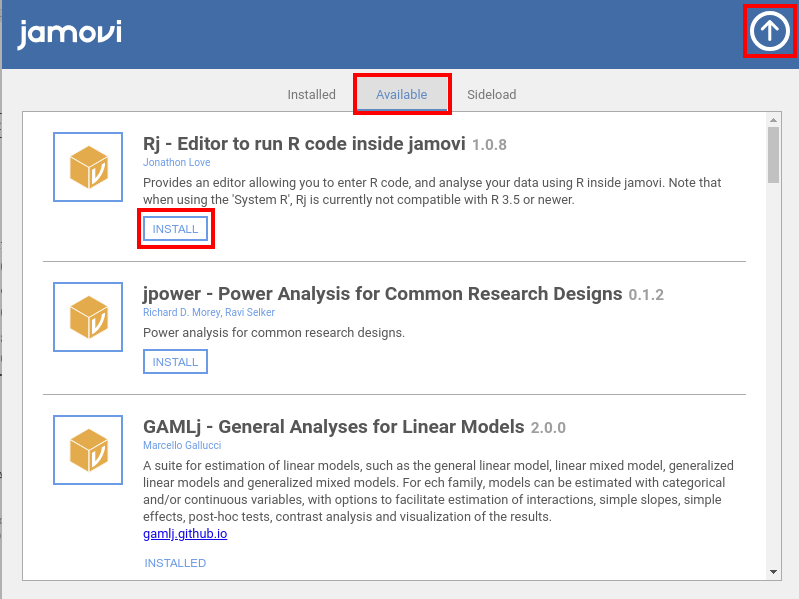 jamovi
Installed Available Sideload
Rj - Editor to run R code inside jamovi 1.0.8
Jonathon Love
Provides an editor allowing you to enter R code, and analyse your data using R inside jamovi. Note that
when using the 'System R', Rj is currently not compatible with R 3.5 or newer.
INSTALL
jpower - Power Analysis for Common Research Designs 0.1.2
Richard D. Morey, Ravi Selker
Power analysis for common research designs.
INSTALL
GAMLj - General Analyses for Linear Models 2.0.0
Marcello Gallucci
A suite for estimation of linear models, such as the general linear model, linear mixed model, generalized
linear models and generalized mixed models. For ech family, models can be estimated with categorical
and/or continuous variables, with options to facilitate estimation of interactions, simple slopes, simple
effects, post-hoc tests, contrast analysis and visualization of the results.
gamlj.github.io
INSTALLED